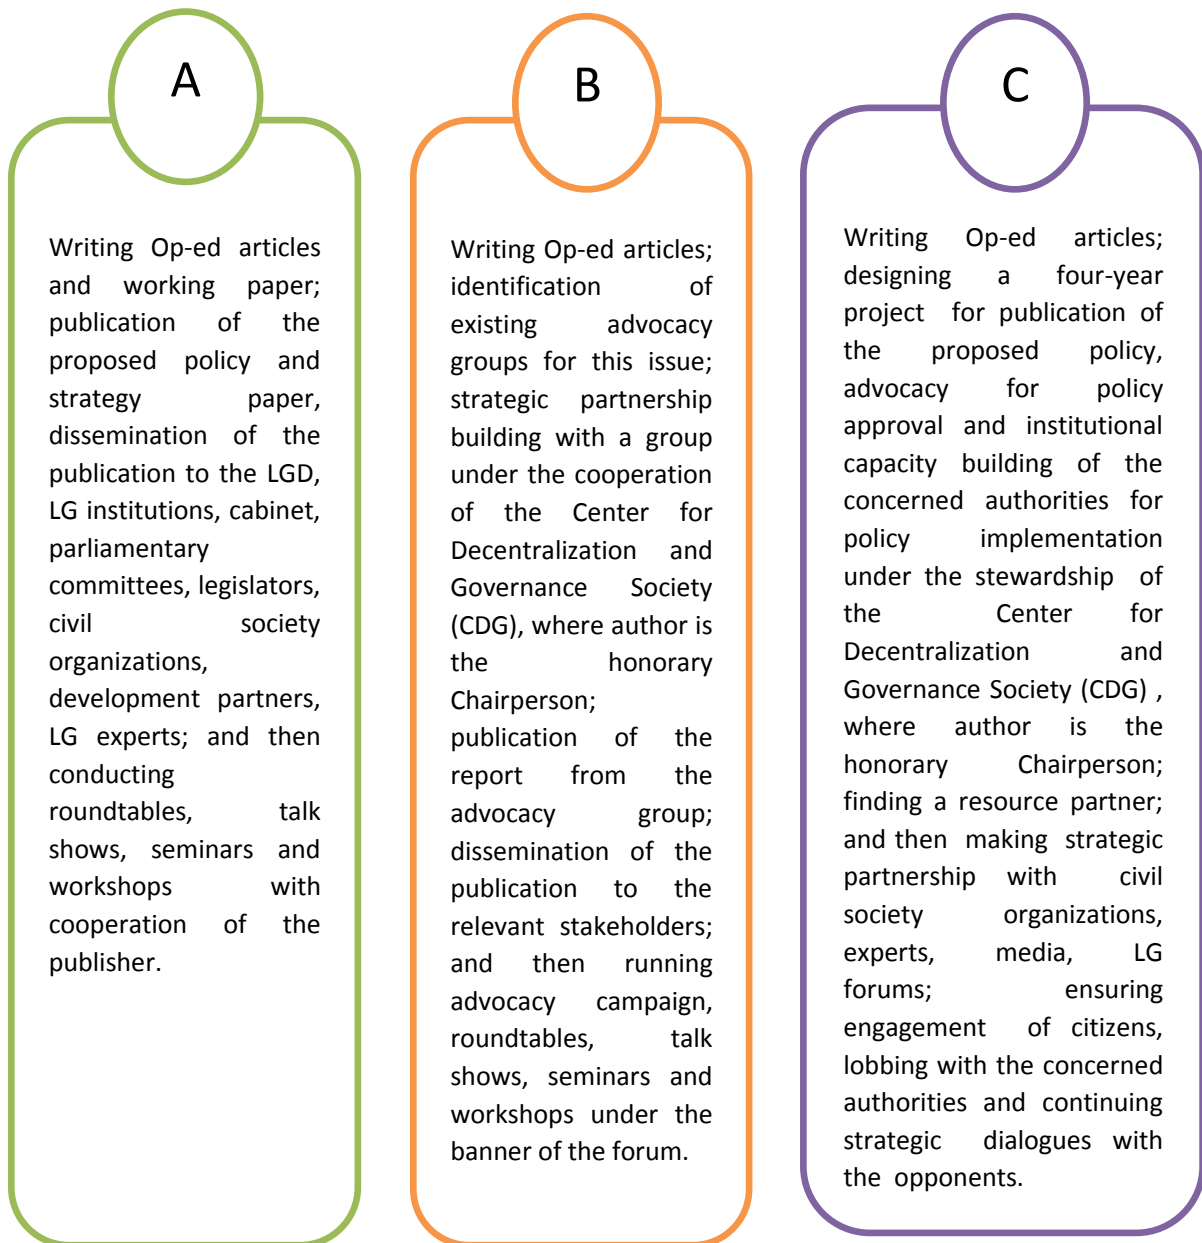 A
Writing Op-ed articles
and working paper;
publication of the
proposed policy and
strategy paper,
dissemination of the
publication to the LGD,
LG institutions, cabinet,
parliamentary
committees, legislators,
civil society
organizations,
development partners,
LG experts; and then
conducting
roundtables, talk
shows, seminars and
workshops with
cooperation of the
publisher.
B
Writing Op-ed articles;
identification of
existing advocacy
groups for this issue;
strategic partnership
building with a group
under the cooperation
of the Center for
Decentralization and
Governance Society
(CDG), where author is
the honorary
Chairperson;
publication of the
report from the
advocacy group;
dissemination of the
publication to the
relevant stakeholders;
and then running
advocacy campaign,
roundtables, talk
shows, seminars and
workshops under the
banner of the forum.
C
Writing Op-ed articles;
designing a four-year
project for publication of
the proposed policy,
advocacy for policy
approval and institutional
capacity building of the
concerned authorities for
policy implementation
under the stewardship of
the Center for
Decentralization and
Governance Society (CDG) ,
where author is the
honorary Chairperson;
finding a resource partner;
and then making strategic
partnership with civil
society organizations,
experts, media, LG
forums; ensuring
engagement of citizens,
lobbing with the concerned
authorities and continuing
strategic dialogues with
the opponents.